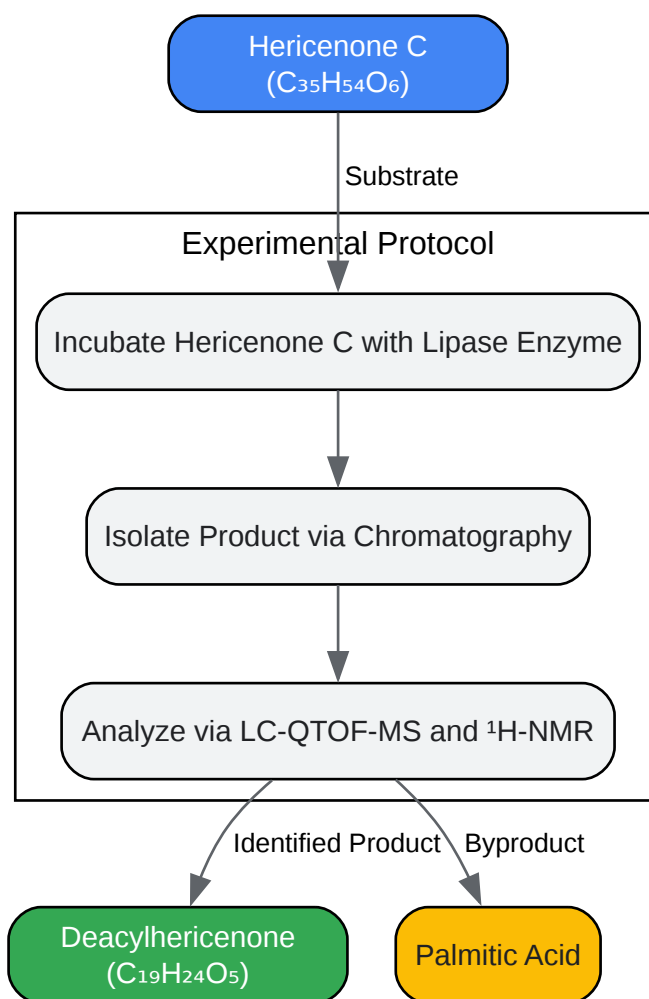 Hericenone C
(C₃₅H₅₄O₆)
Substrate
Experimental Protocol
Incubate Hericenone C with Lipase Enzyme
Isolate Product via Chromatography
Analyze via LC-QTOF-MS and ¹H-NMR
Identified Product
Byproduct
Deacylhericenone
(C₁₉H₂₄O₅)
Palmitic Acid